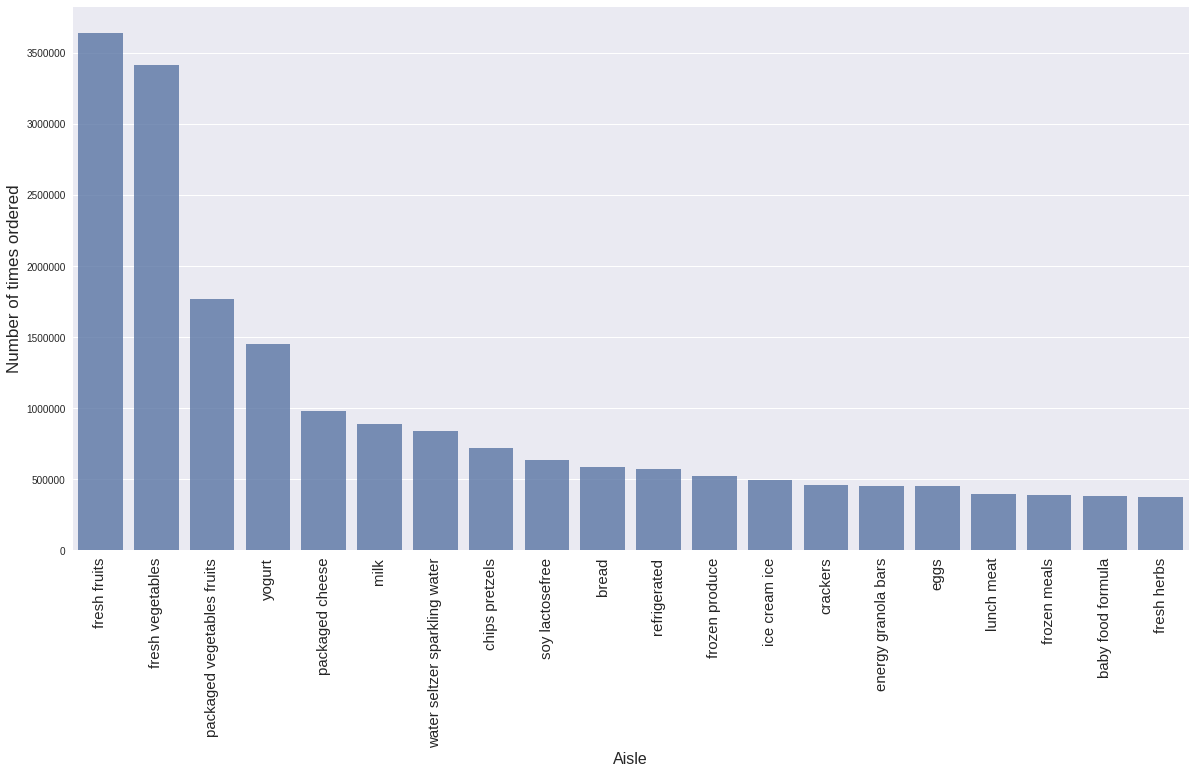 Number of times ordered
3500000
3000000
2500000
2000000
1500000
1000000
500000
0
fresh fruits
fresh vegetables
packaged vegetables fruits
yogurt
packaged cheese
milk
water seltzer sparkling water
chips pretzels
soy lactosefree
bread
refrigerated
frozen produce
ice cream ice
crackers
energy granola bars
eggs
lunch meat
frozen meals
baby food formula
fresh herbs
Aisle